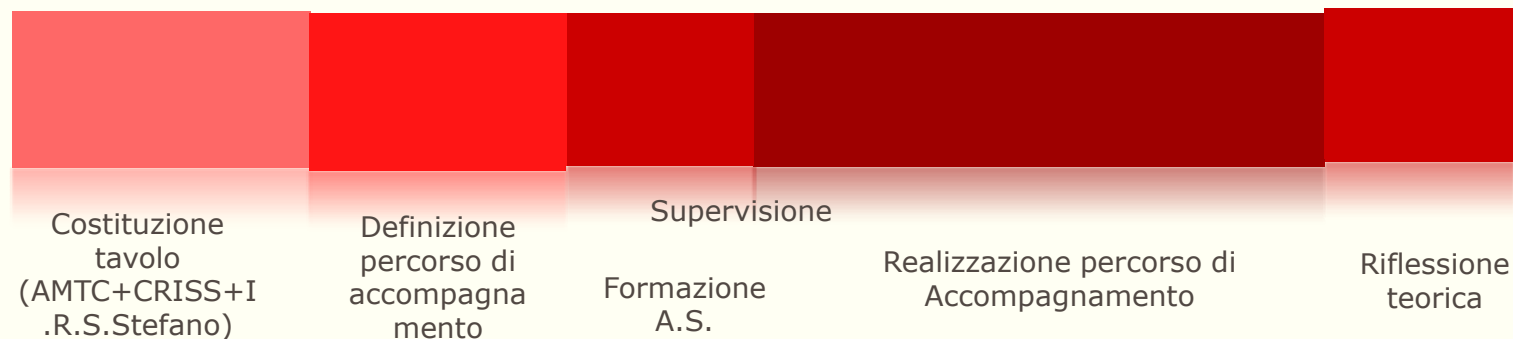 Costituzione
tavolo
(AMTC+CRISS+I
.R.S.Stefano)
Definizione
percorso di
accompagna
mento
Supervisione
Formazione
A.S.
Realizzazione percorso di
Accompagnamento
Riflessione
teorica